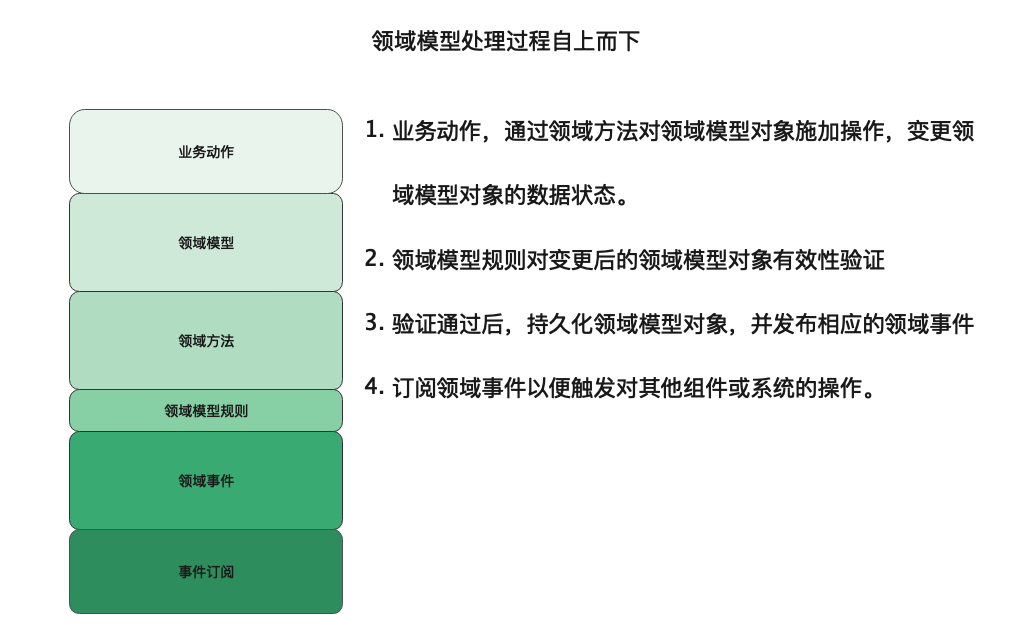 领域模型处理过程自上而下
业务动作
领域模型
领域方法
领域模型规则
领域事件
事件订阅
1. 业务动作，通过领域方法对领域模型对象施加操作，变更领
域模型对象的数据状态。
2. 领域模型规则对变更后的领域模型对象有效性验证
3. 验证通过后，持久化领域模型对象，并发布相应的领域事件
4. 订阅领域事件以便触发对其他组件或系统的操作。